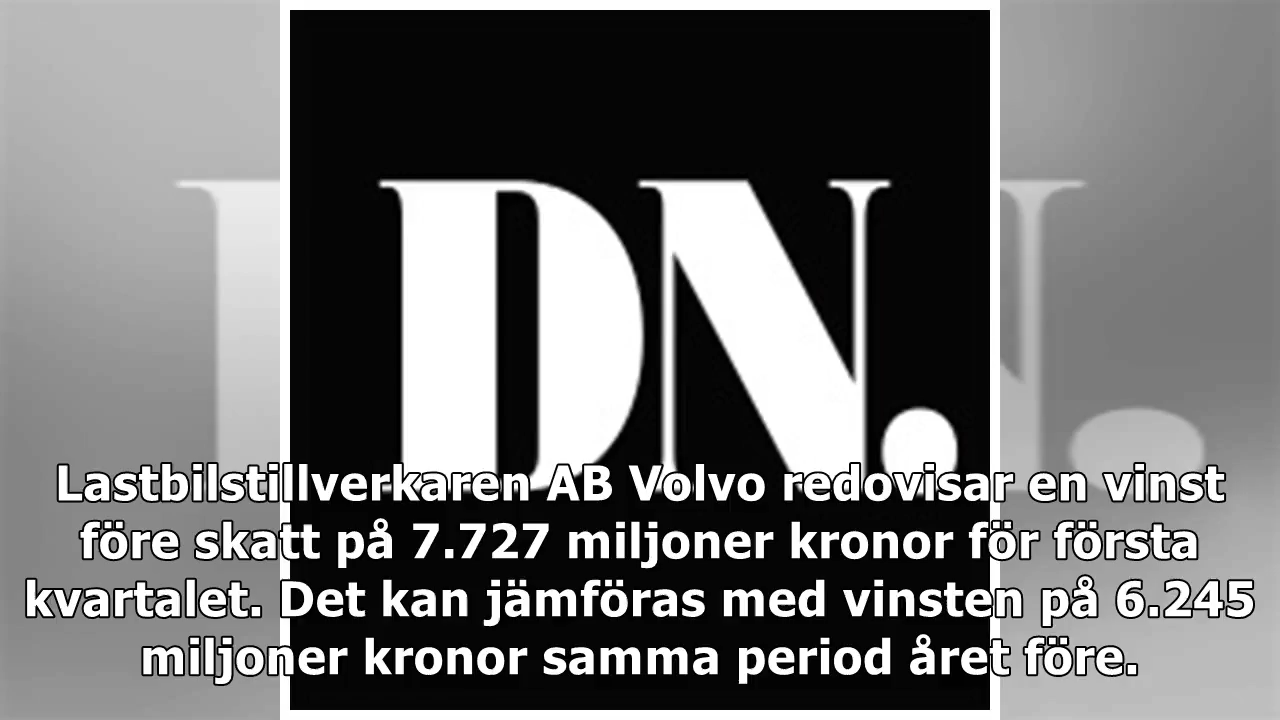 DN.
Lastbilstillverkaren AB Volvo redovisar en vinst
före skatt på 7.727 miljoner kronor för första
kvartalet. Det kan jämföras med vinsten på 6.245
miljoner kronor samma period året före.